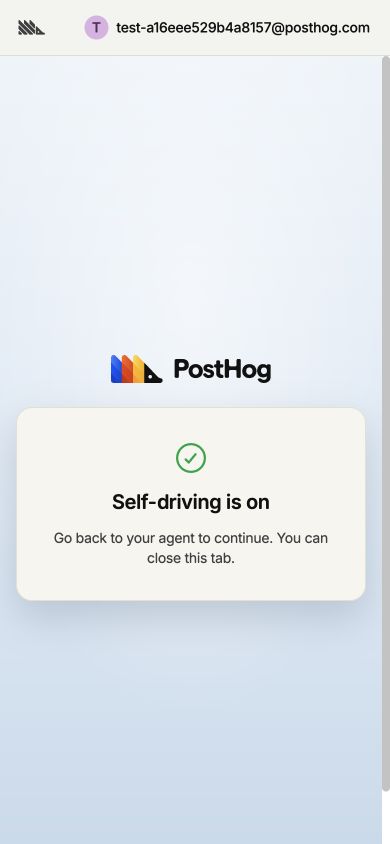 T test-a16eee529b4a8157@posthog.com
PostHog
Self-driving is on
Go back to your agent to continue. You can
close this tab.